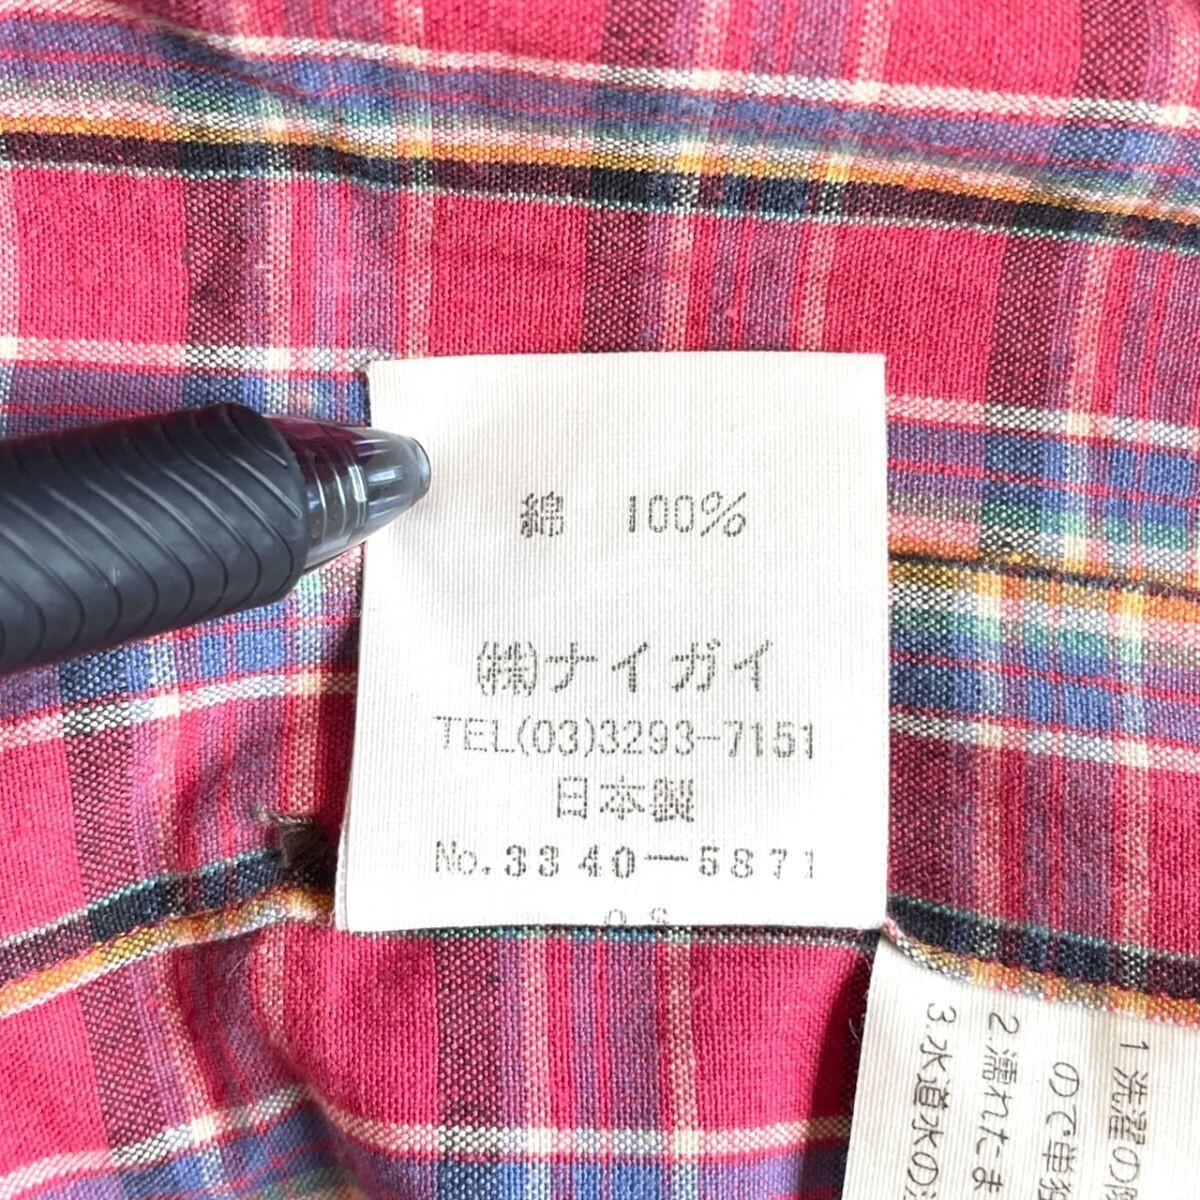 綿 100%
(株)ナイガイ
TEL(03)3293-7151
日本製
No.3340-5871
O S
1.洗濯の
ので単
2.濡れたま
3.水道水の